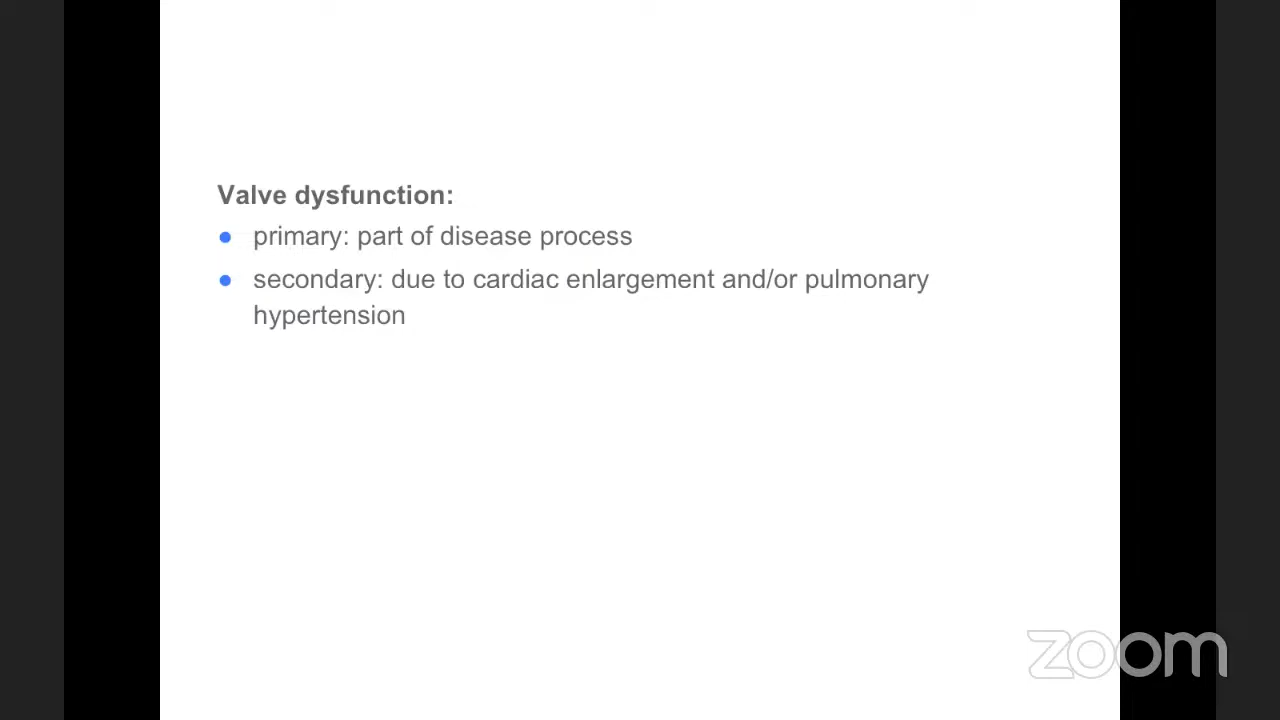 Valve dysfunction:
● primary: part of disease process
● secondary: due to cardiac enlargement and/or pulmonary
hypertension
zoom